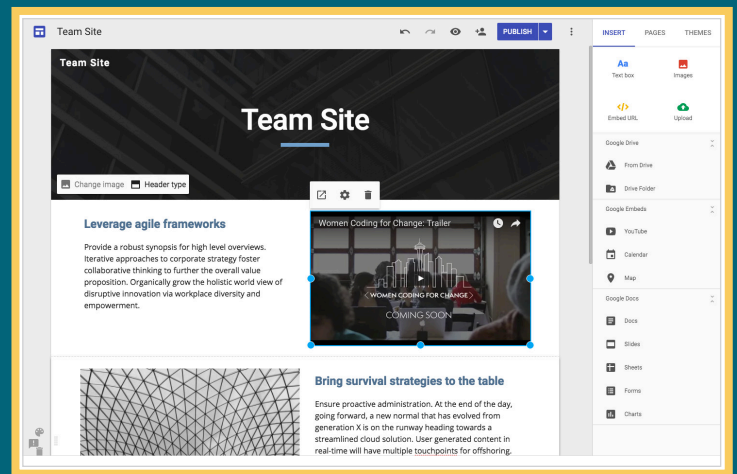 Team Site
PUBLISH
INSERT PAGES THEMES
Team Site
Team Site
Change image Header type
Aa
Text box
Images
Embed URL
Upload
Google Drive
From Drive
Drive Folder
Google Embeds
YouTube
Calendar
Map
Google Docs
Docs
Slides
Sheets
Forms
Charts
Leverage agile frameworks
Provide a robust synopsis for high level overviews.
Iterative approaches to corporate strategy foster
collaborative thinking to further the overall value
proposition. Organically grow the holistic world view of
disruptive innovation via workplace diversity and
empowerment.
Women Coding for Change: Trailer
WOMEN CODING FOR CHANGE
COMING SOON
Bring survival strategies to the table
Ensure proactive administration. At the end of the day,
going forward, a new normal that has evolved from
generation X is on the runway heading towards a
streamlined cloud solution. User generated content in
real-time will have multiple touchpoints for offshoring.